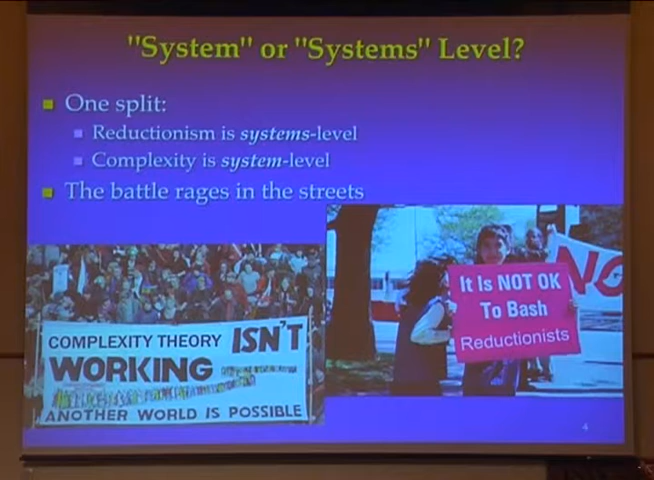 "System" or "Systems" Level?
One split:
Reductionism is systems-level
Complexity is system-level
The battle rages in the streets
COMPLEXITY THEORY ISN'T
WORKING
ANOTHER WORLD IS POSSIBLE
It Is NOT OK
To Bash
Reductionists
NO
4